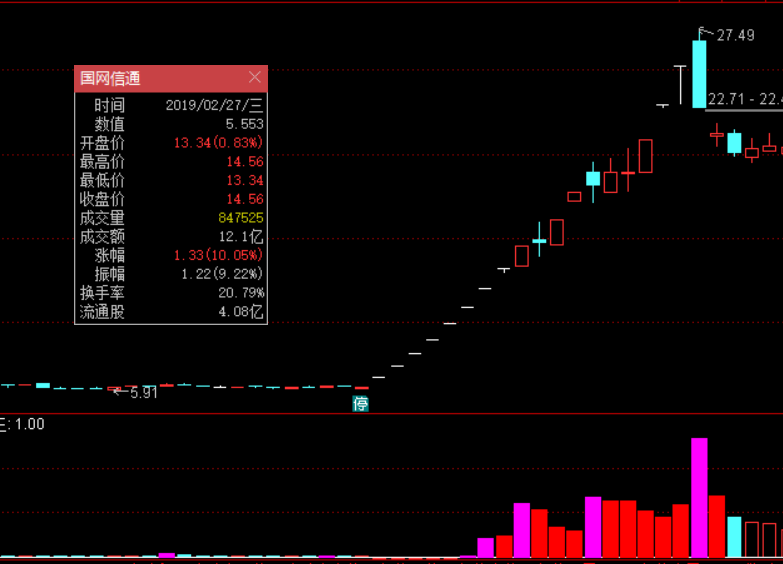 27.49
国网信通
时间 2019/02/27/三
数值 5.553
22.71 - 22.
开盘价 13.34(0.83%)
最高价 14.56
最低价 13.34
收盘价 14.56
成交量 847525
成交额 12.1亿
涨幅 1.33(10.05%)
振幅 1.22(9.22%)
换手率 20.79%
流通股 4.08亿
5.91
停
: 1.00